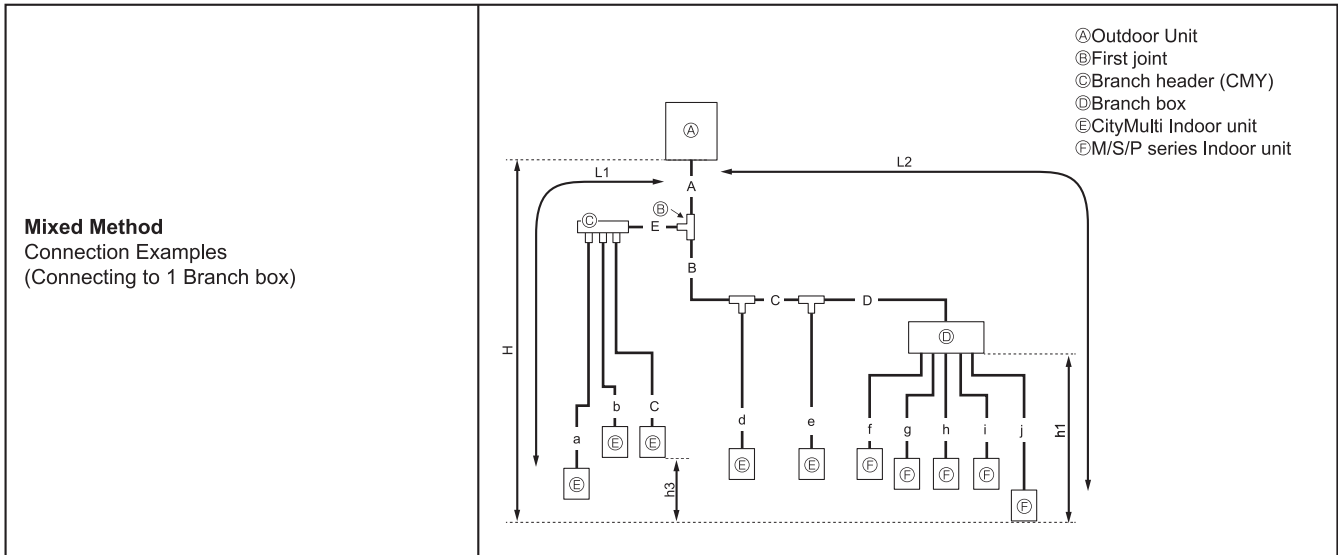 Mixed Method
Connection Examples
(Connecting to 1 Branch box)
ⒶOutdoor Unit
ⒷFirst joint
ⒸBranch header (CMY)
ⒹBranch box
ⒺCityMulti Indoor unit
ⒻM/S/P series Indoor unit
Ⓐ
L1
L2
A
Ⓑ
Ⓒ
E
B
C
D
Ⓓ
H
a
b
C
d
e
f
g
h
i
j
h1
h3
Ⓔ
Ⓔ
Ⓔ
Ⓔ
Ⓔ
Ⓕ
Ⓕ
Ⓕ
Ⓕ
Ⓕ